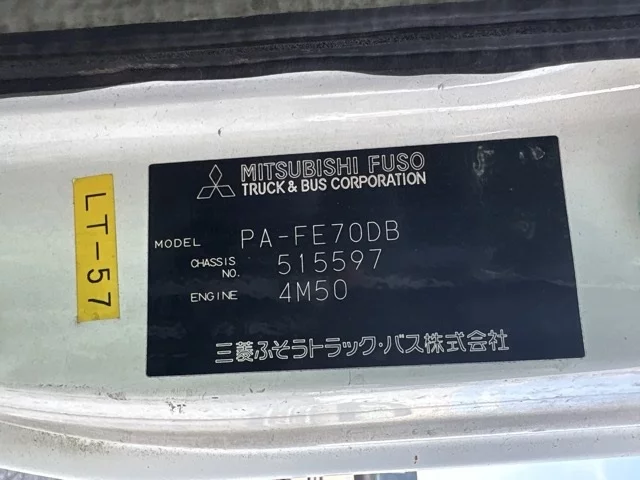 MITSUBISHI FUSO
TRUCK & BUS CORPORATION
MODEL PA-FE70DB
CHASSIS NO. 515597
ENGINE 4M50
三菱ふそうトラック・バス株式会社
LT-57